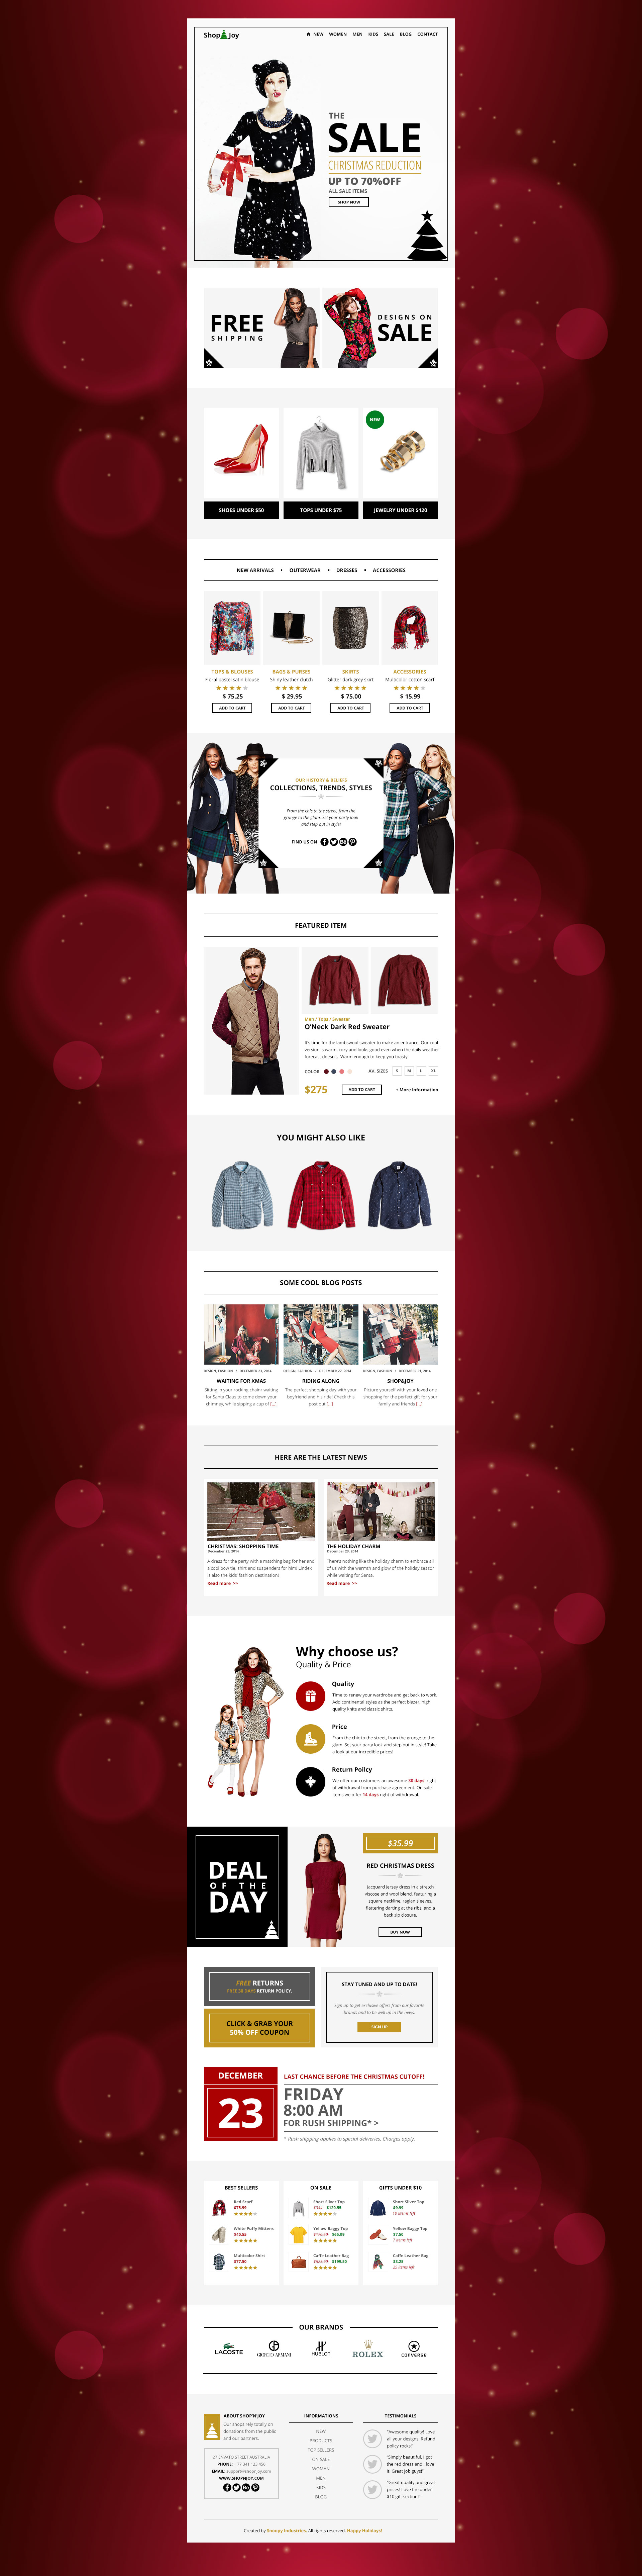 Shop Joy
NEW WOMEN MEN KIDS SALE BLOG CONTACT
THE
SALE
CHRISTMAS REDUCTION
UP TO 70%OFF
ALL SALE ITEMS
SHOP NOW
FREE
SHIPPING
DESIGNS ON
SALE
NEW
SHOES UNDER $50
TOPS UNDER $75
JEWELRY UNDER $120
NEW ARRIVALS • OUTERWEAR • DRESSES • ACCESSORIES
TOPS & BLOUSES
Floral pastel satin blouse
$ 75.25
ADD TO CART
BAGS & PURSES
Shiny leather clutch
$ 29.95
ADD TO CART
SKIRTS
Glitter dark grey skirt
$ 75.00
ADD TO CART
ACCESSORIES
Multicolor cotton scarf
$ 15.99
ADD TO CART
OUR HISTORY & BELIEFS
COLLECTIONS, TRENDS, STYLES
From the chic to the street, from the
grunge to the glam. Set your party look
and step out in style!
FIND US ON
FEATURED ITEM
Men / Tops / Sweater
O'Neck Dark Red Sweater
It's time for the lambswool sweater to make an entrance. Our cool
version is warm, cozy and looks good even when the daily weather
forecast doesn't. Warm enough to keep you toasty!
COLOR
AV. SIZES S M L XL
$275
ADD TO CART
+ More Information
YOU MIGHT ALSO LIKE
SOME COOL BLOG POSTS
DESIGN, FASHION / DECEMBER 23, 2014
WAITING FOR XMAS
Sitting in your rocking chairs waiting
for Santa Claus to come down your
chimney, while sipping a cup of [...]
DESIGN, FASHION / DECEMBER 22, 2014
RIDING ALONG
The perfect shopping day with your
boyfriend and his ride! Check this
post out [...]
DESIGN, FASHION / DECEMBER 21, 2014
SHOP&JOY
Picture yourself with your loved one
shopping for the perfect gift for your
family and friends [...]
HERE ARE THE LATEST NEWS
CHRISTMAS: SHOPPING TIME
December 23, 2014
A dress for the party with a matching bag for her and
a cool bow tie, shirt and suspenders for him! Lindex
is also the kids' fashion destination!
Read more >>
THE HOLIDAY CHARM
December 23, 2014
There's nothing like the holiday charm to embrace all
of us with the warmth and glow of the holiday season
while waiting for Santa.
Read more >>
Why choose us?
Quality & Price
Quality
Time to renew your wardrobe and get back to work.
Add continental styles as the perfect blazer, high
quality knits and classic shirts.
Price
From the chic to the street, from the grunge to the
glam. Set your party look and step out in style! Take
a look at our incredible prices!
Return Poilcy
We offer our customers an awesome 30 days' right
of withdrawal from purchase agreement. On sale
items we offer 14 days right of withdrawal.
DEAL
OF THE
DAY
$35.99
RED CHRISTMAS DRESS
Jacquard Jersey dress in a stretch
viscose and wool blend, featuring a
square neckline, raglan sleeves,
flattering darting at the ribs, and a
back zip closure.
BUY NOW
FREE RETURNS
FREE 30 DAYS RETURN POLICY.
CLICK & GRAB YOUR
50% OFF COUPON
STAY TUNED AND UP TO DATE!
Sign up to get exclusive offers from our favorite
brands and to be well up in the news.
SIGN UP
DECEMBER
23
LAST CHANCE BEFORE THE CHRISTMAS CUTOFF!
FRIDAY
8:00 AM
FOR RUSH SHIPPING* >
* Rush shipping applies to special deliveries. Charges apply.
BEST SELLERS
Red Scarf
$75.99
White Puffy Mittens
$40.55
Multicolor Shirt
$77.50
ON SALE
Short Silver Top
$120.55
Yellow Baggy Top
$65.99
Caffe Leather Bag
$199.50
GIFTS UNDER $10
Short Silver Top
$9.99
10 items left
Yellow Baggy Top
$7.50
7 items left
Caffe Leather Bag
$3.25
25 items left
OUR BRANDS
LACOSTE
GIORGIO ARMANI
HUBLOT
ROLEX
CONVERSE
ABOUT SHOP'N'JOY
Our shops rely totally on
donations from the public
and our partners.
27 ENVATO STREET AUSTRALIA
PHONE: + 77 341 123 456
EMAIL: support@shopnjoy.com
WWW.SHOPNJOY.COM
INFORMATIONS
NEW
PRODUCTS
TOP SELLERS
ON SALE
WOMAN
MEN
KIDS
BLOG
TESTIMONIALS
"Awesome quality! Love
all your designs. Refund
policy rocks!"
"Simply beautiful. I got
the red dress and I love
it! Great job guys!"
"Great quality and great
prices! Love the under
$10 gift section!"
Created by Snoopy Industries. All rights reserved. Happy Holidays!